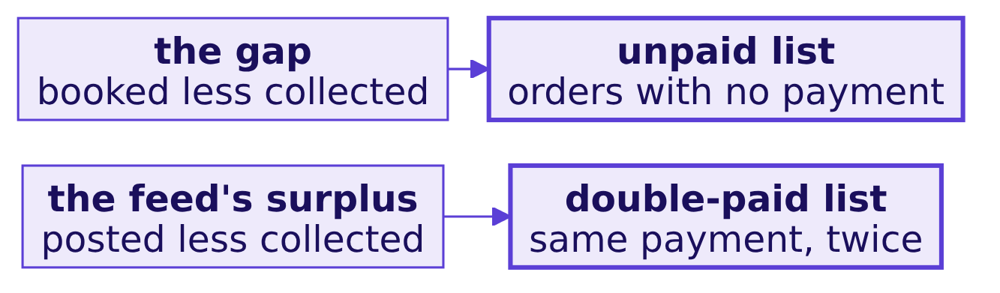 the gap
booked less collected
unpaid list
orders with no payment
the feed's surplus
posted less collected
double-paid list
same payment, twice